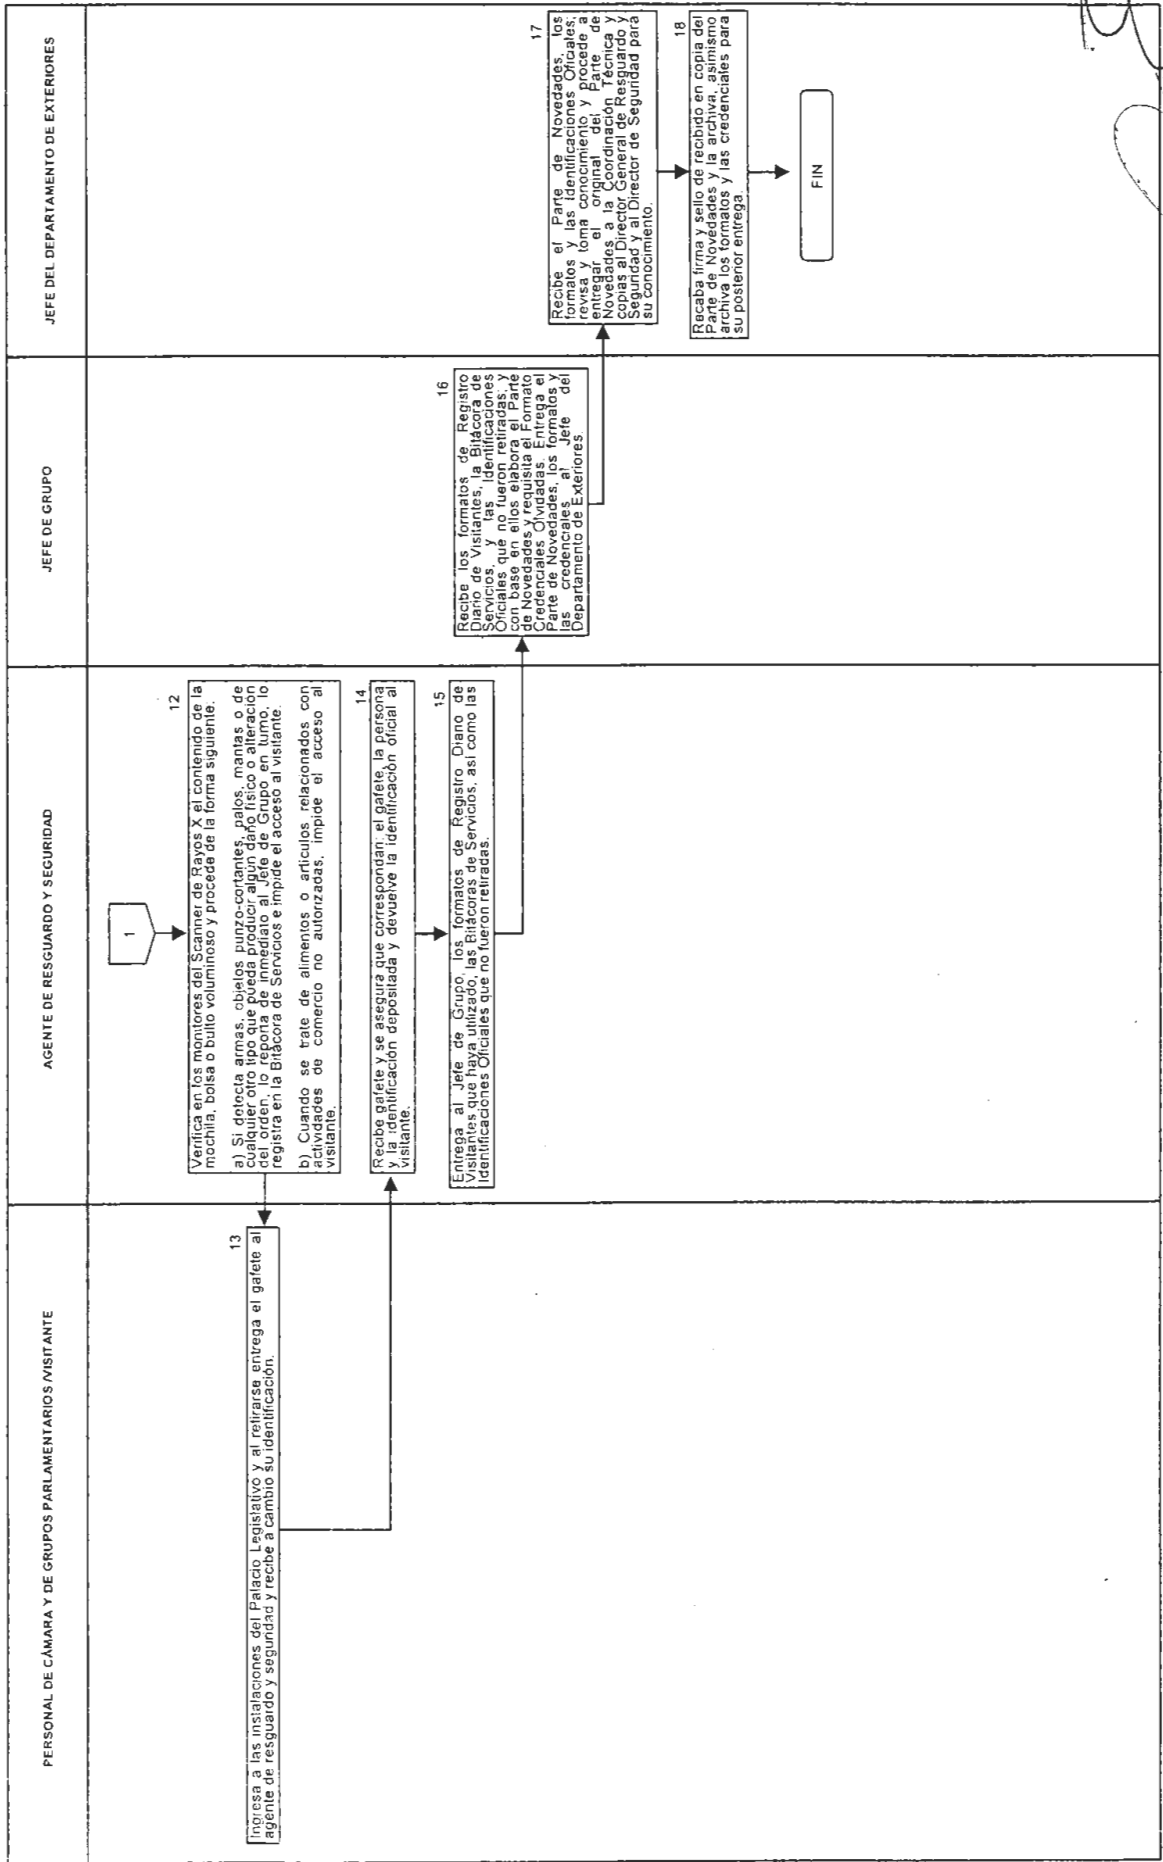 PERSONAL DE CÁMARA Y DE GRUPOS PARLAMENTARIOS /VISITANTE
AGENTE DE RESGUARDO Y SEGURIDAD
JEFE DE GRUPO
JEFE DEL DEPARTAMENTO DE EXTERIORES
1
12
Verifica en los monitores del Scanner de Rayos X el contenido de la
mochila, bolsa o bulto voluminoso y procede de la forma siguiente.
a) Si detecta armas, objetos punzo-cortantes, palos, mantas o de
cualquier otro tipo que pueda producir algún daño físico o alteración
del orden, lo reporta de inmediato al Jefe de Grupo en turno, lo
registra en la Bitácora de Servicios e impide el acceso al visitante.
b) Cuando se trate de alimentos o artículos relacionados con
actividades de comercio no autorizadas, impide el acceso al
visitante.
13
Ingresa a las instalaciones del Palacio Legislativo y al retirarse entrega el gafete al
agente de resguardo y seguridad y recibe a cambio su identificación.
14
Recibe gafete y se asegura que correspondan: el gafete, la persona
y la identificación depositada y devuelve la identificación oficial al
visitante.
15
Entrega al Jefe de Grupo, los formatos de Registro Diario de
Visitantes que haya utilizado, las Bitácoras de Servicios, así como las
Identificaciones Oficiales que no fueron retiradas.
16
Recibe los formatos de Registro
Diario de Visitantes, la Bitácora de
Servicios, y las Identificaciones
Oficiales que no fueron retiradas; y
con base en ellos elabora el Parte
de Novedades y requisita el Formato
Credenciales Olvidadas. Entrega el
Parte de Novedades, los formatos y
las credenciales al Jefe del
Departamento de Exteriores.
17
Recibe el Parte de Novedades, los
formatos y las Identificaciones Oficiales;
revisa y toma conocimiento y procede a
entregar el original del Parte de
Novedades a la Coordinación Técnica y
copias al Director General de Resguardo y
Seguridad y al Director de Seguridad para
su conocimiento.
18
Recaba firma y sello de recibido en copia del
Parte de Novedades y la archiva, asimismo
archiva los formatos y las credenciales para
su posterior entrega.
FIN